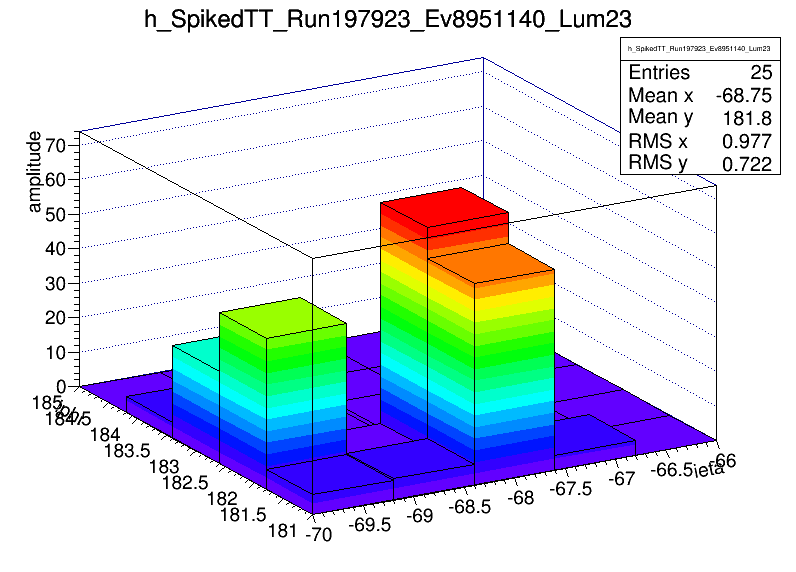 h_SpikedTT_Run197923_Ev8951140_Lum23
h_SpikedTT_Run197923_Ev8951140_Lum23
Entries 25
Mean x -68.75
Mean y 181.8
RMS x 0.977
RMS y 0.722
amplitude
70
60
50
40
30
20
10
0
185
184.5
184
183.5
183
182.5
182
181.5
181
-70
-69.5
-69
-68.5
-68
-67.5
-67
-66.5
-66
ieta